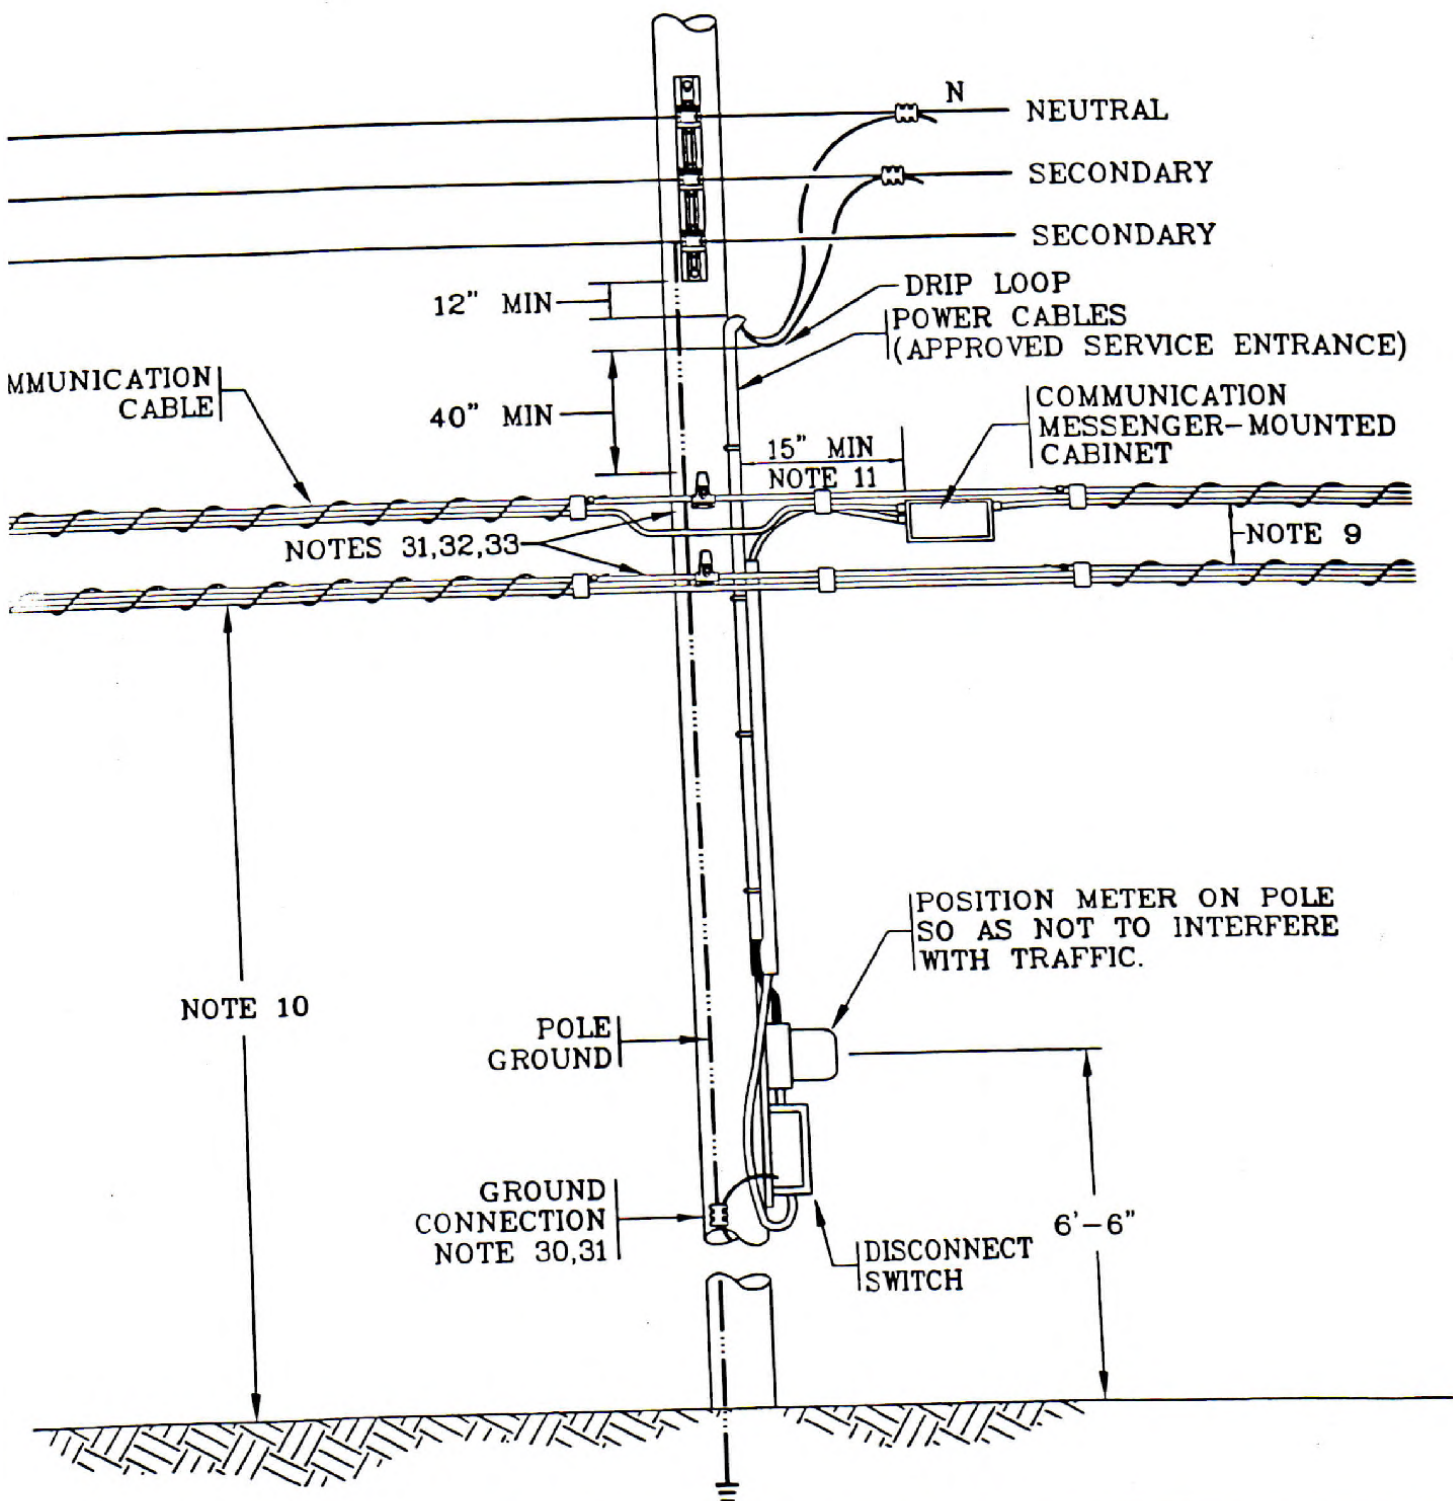 N
NEUTRAL
SECONDARY
SECONDARY
12" MIN
DRIP LOOP
POWER CABLES
(APPROVED SERVICE ENTRANCE)
MMUNICATION
CABLE
40" MIN
COMMUNICATION
MESSENGER-MOUNTED
CABINET
15" MIN
NOTE 11
NOTES 31,32,33
NOTE 9
POSITION METER ON POLE
SO AS NOT TO INTERFERE
WITH TRAFFIC.
NOTE 10
POLE
GROUND
GROUND
CONNECTION
NOTE 30,31
6'-6"
DISCONNECT
SWITCH